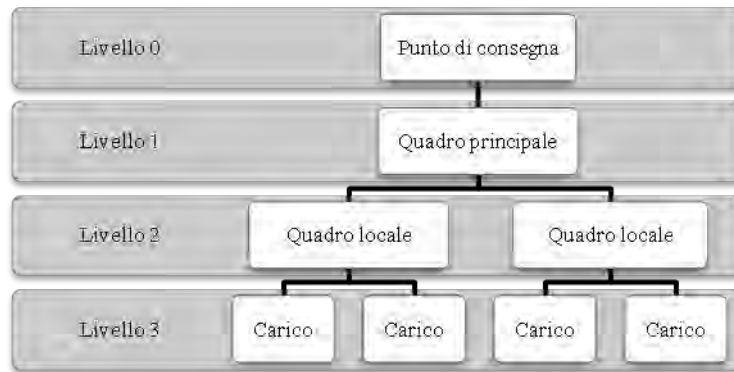 Livello 0
Punto di consegna
Livello 1
Quadro principale
Livello 2
Quadro locale
Quadro locale
Livello 3
Carico
Carico
Carico
Carico